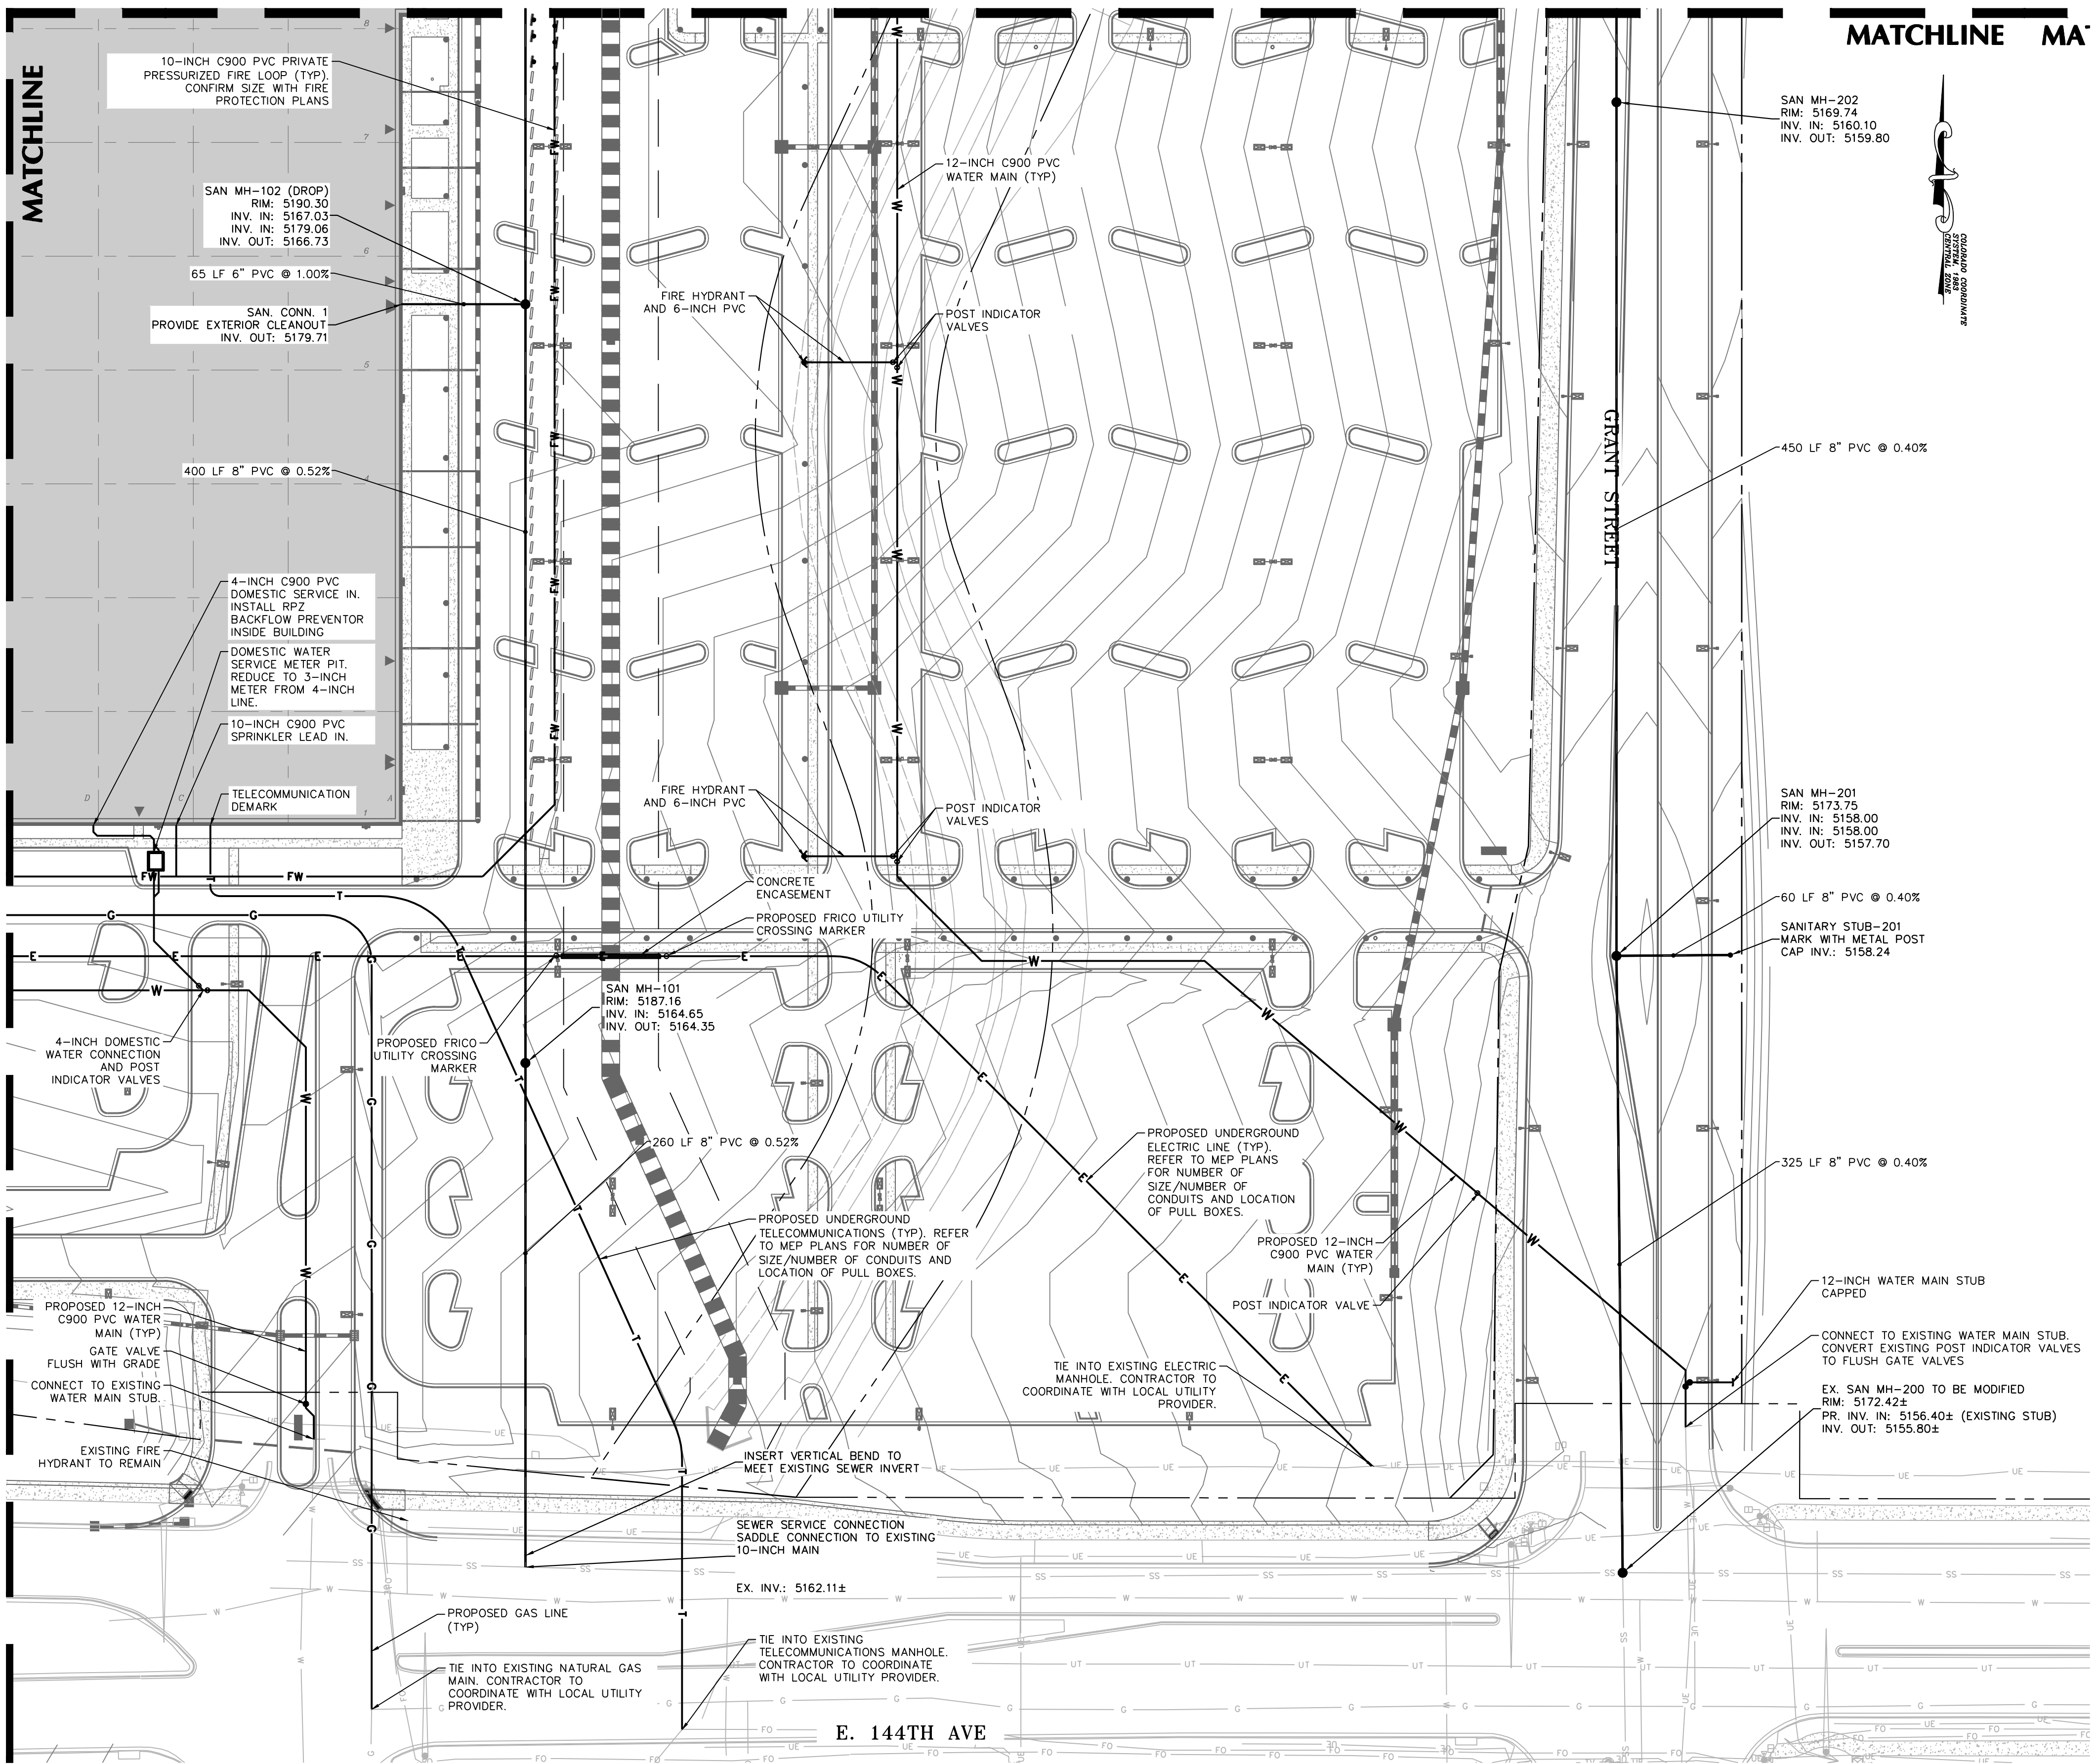 MATCHLINE
MATCHLINE
MAT
10-INCH C900 PVC PRIVATE
PRESSURIZED FIRE LOOP (TYP).
CONFIRM SIZE WITH FIRE
PROTECTION PLANS
SAN MH-202
RIM: 5169.74
INV. IN: 5160.10
INV. OUT: 5159.80
COLORADO COORDINATE
SYSTEM, 1983
CENTRAL ZONE
12-INCH C900 PVC
WATER MAIN (TYP)
SAN MH-102 (DROP)
RIM: 5190.30
INV. IN: 5167.03
INV. IN: 5179.06
INV. OUT: 5166.73
65 LF 6" PVC @ 1.00%
SAN. CONN. 1
PROVIDE EXTERIOR CLEANOUT
INV. OUT: 5179.71
FIRE HYDRANT
AND 6-INCH PVC
POST INDICATOR
VALVES
8
7
6
5
4
1
D
C
A
400 LF 8" PVC @ 0.52%
GRANT STREET
450 LF 8" PVC @ 0.40%
4-INCH C900 PVC
DOMESTIC SERVICE IN.
INSTALL RPZ
BACKFLOW PREVENTOR
INSIDE BUILDING
DOMESTIC WATER
SERVICE METER PIT.
REDUCE TO 3-INCH
METER FROM 4-INCH
LINE.
10-INCH C900 PVC
SPRINKLER LEAD IN.
TELECOMMUNICATION
DEMARK
FIRE HYDRANT
AND 6-INCH PVC
POST INDICATOR
VALVES
SAN MH-201
RIM: 5173.75
INV. IN: 5158.00
INV. IN: 5158.00
INV. OUT: 5157.70
CONCRETE
ENCASEMENT
PROPOSED FRICO UTILITY
CROSSING MARKER
60 LF 8" PVC @ 0.40%
SANITARY STUB-201
MARK WITH METAL POST
CAP INV.: 5158.24
SAN MH-101
RIM: 5187.16
INV. IN: 5164.65
INV. OUT: 5164.35
PROPOSED FRICO
UTILITY CROSSING
MARKER
4-INCH DOMESTIC
WATER CONNECTION
AND POST
INDICATOR VALVES
260 LF 8" PVC @ 0.52%
PROPOSED UNDERGROUND
ELECTRIC LINE (TYP).
REFER TO MEP PLANS
FOR NUMBER OF
SIZE/NUMBER OF
CONDUITS AND LOCATION
OF PULL BOXES.
325 LF 8" PVC @ 0.40%
PROPOSED UNDERGROUND
TELECOMMUNICATIONS (TYP). REFER
TO MEP PLANS FOR NUMBER OF
SIZE/NUMBER OF CONDUITS AND
LOCATION OF PULL BOXES.
PROPOSED 12-INCH
C900 PVC WATER
MAIN (TYP)
POST INDICATOR VALVE
12-INCH WATER MAIN STUB
CAPPED
PROPOSED 12-INCH
C900 PVC WATER
MAIN (TYP)
GATE VALVE
FLUSH WITH GRADE
CONNECT TO EXISTING
WATER MAIN STUB.
EXISTING FIRE
HYDRANT TO REMAIN
CONNECT TO EXISTING WATER MAIN STUB.
CONVERT EXISTING POST INDICATOR VALVES
TO FLUSH GATE VALVES
TIE INTO EXISTING ELECTRIC
MANHOLE. CONTRACTOR TO
COORDINATE WITH LOCAL UTILITY
PROVIDER.
EX. SAN MH-200 TO BE MODIFIED
RIM: 5172.42±
PR. INV. IN: 5156.40± (EXISTING STUB)
INV. OUT: 5155.80±
INSERT VERTICAL BEND TO
MEET EXISTING SEWER INVERT
SEWER SERVICE CONNECTION
SADDLE CONNECTION TO EXISTING
10-INCH MAIN
EX. INV.: 5162.11±
PROPOSED GAS LINE
(TYP)
TIE INTO EXISTING NATURAL GAS
MAIN. CONTRACTOR TO
COORDINATE WITH LOCAL UTILITY
PROVIDER.
TIE INTO EXISTING
TELECOMMUNICATIONS MANHOLE.
CONTRACTOR TO COORDINATE
WITH LOCAL UTILITY PROVIDER.
E. 144TH AVE